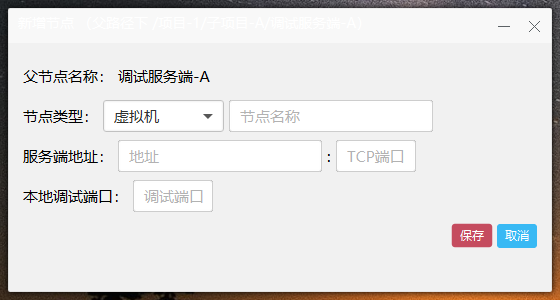 新增节点 （父路径下 /项目-1/子项目-A/调试服务端-A）
父节点名称： 调试服务端-A
节点类型： 虚拟机 节点名称
服务端地址： 地址 : TCP端口
本地调试端口： 调试端口
保存 取消